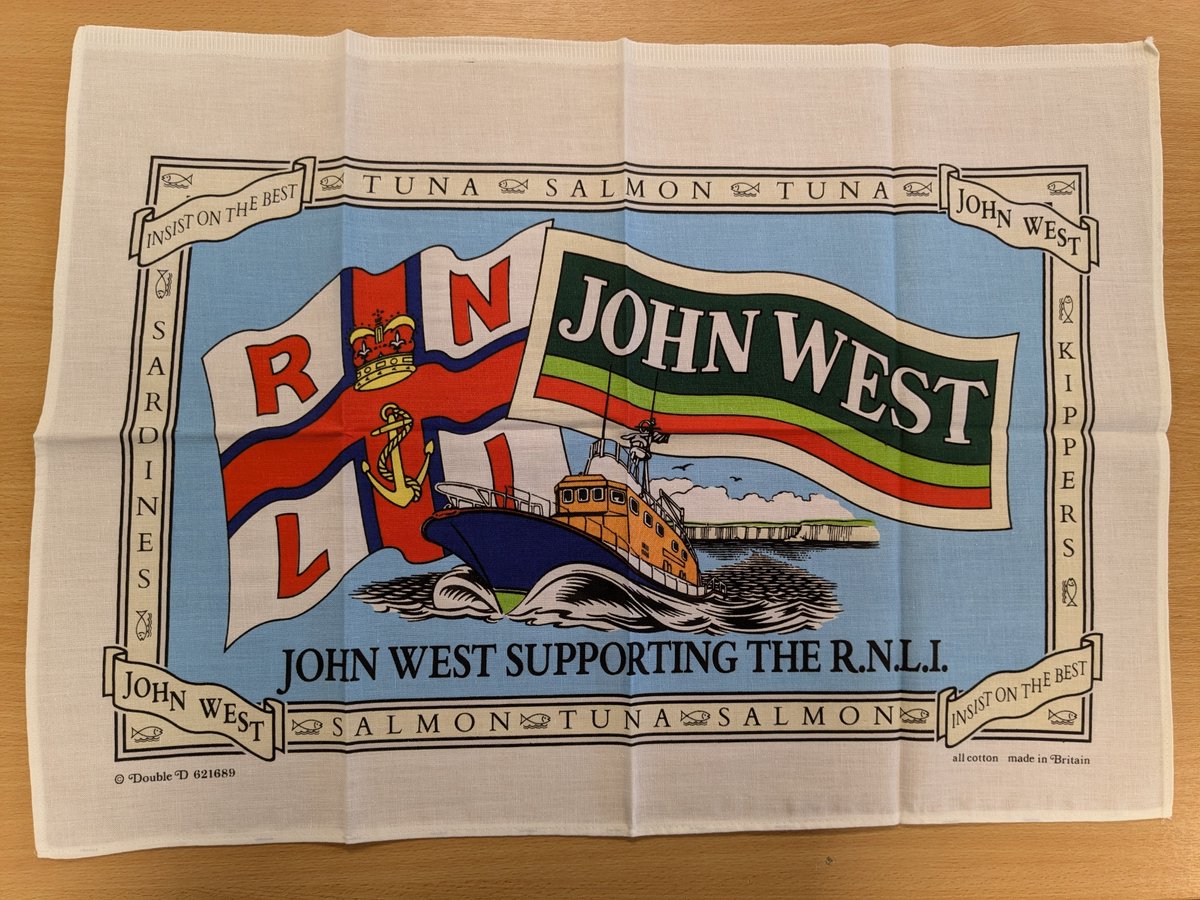 TUNA SALMON TUNA
INSIST ON THE BEST
JOHN WEST
SARDINES
KIPPERS
R N
L I
JOHN WEST
JOHN WEST SUPPORTING THE R.N.L.I.
JOHN WEST
INSIST ON THE BEST
SALMON TUNA SALMON
© Double D 621689
all cotton made in Britain